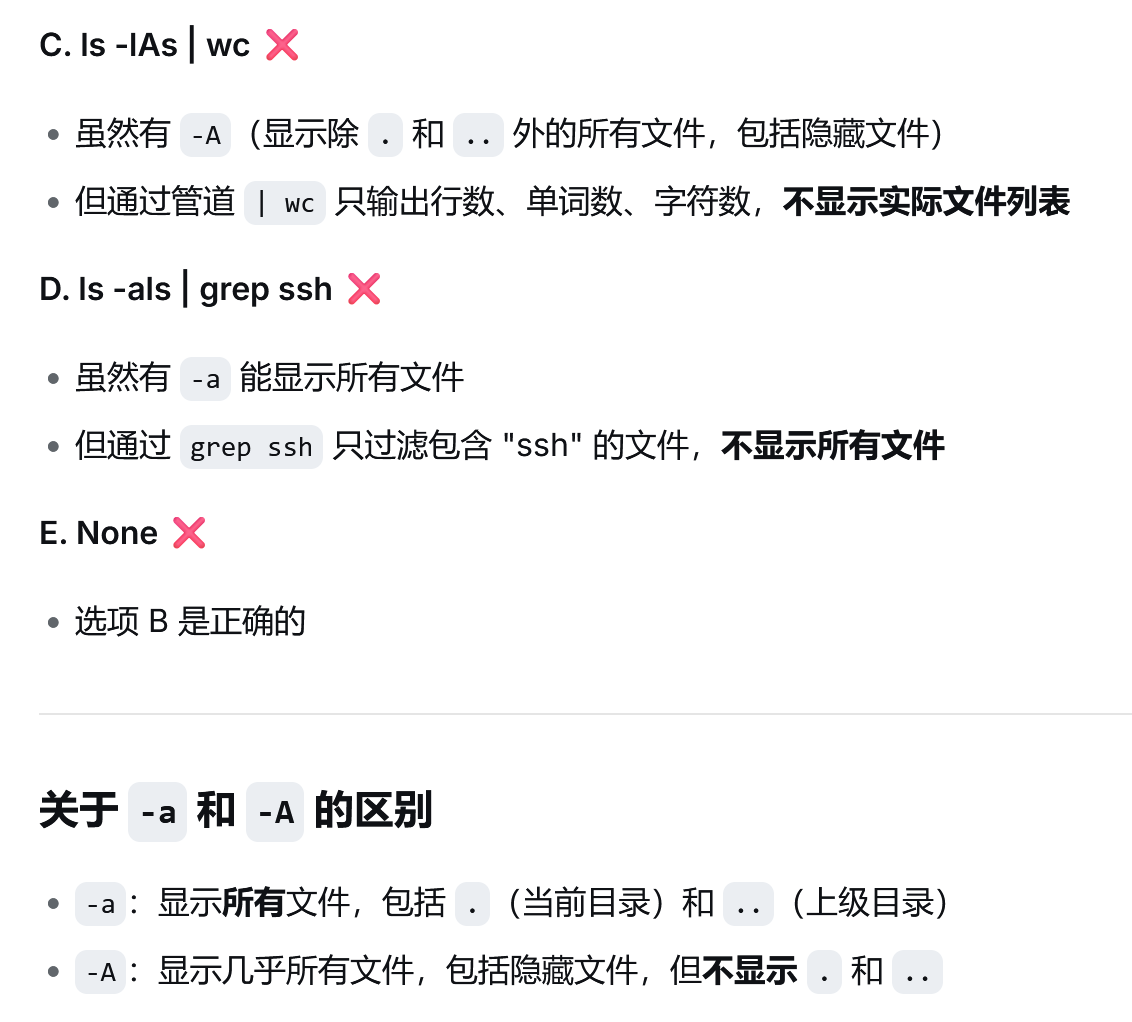 C. ls -lAs | wc ❌
• 虽然有 -A（显示除 . 和 .. 外的所有文件，包括隐藏文件）
• 但通过管道 | wc 只输出行数、单词数、字符数，不显示实际文件列表
D. ls -als | grep ssh ❌
• 虽然有 -a 能显示所有文件
• 但通过 grep ssh 只过滤包含 "ssh" 的文件，不显示所有文件
E. None ❌
• 选项 B 是正确的
关于 -a 和 -A 的区别
• -a：显示所有文件，包括 .（当前目录）和 ..（上级目录）
• -A：显示几乎所有文件，包括隐藏文件，但不显示 . 和 ..